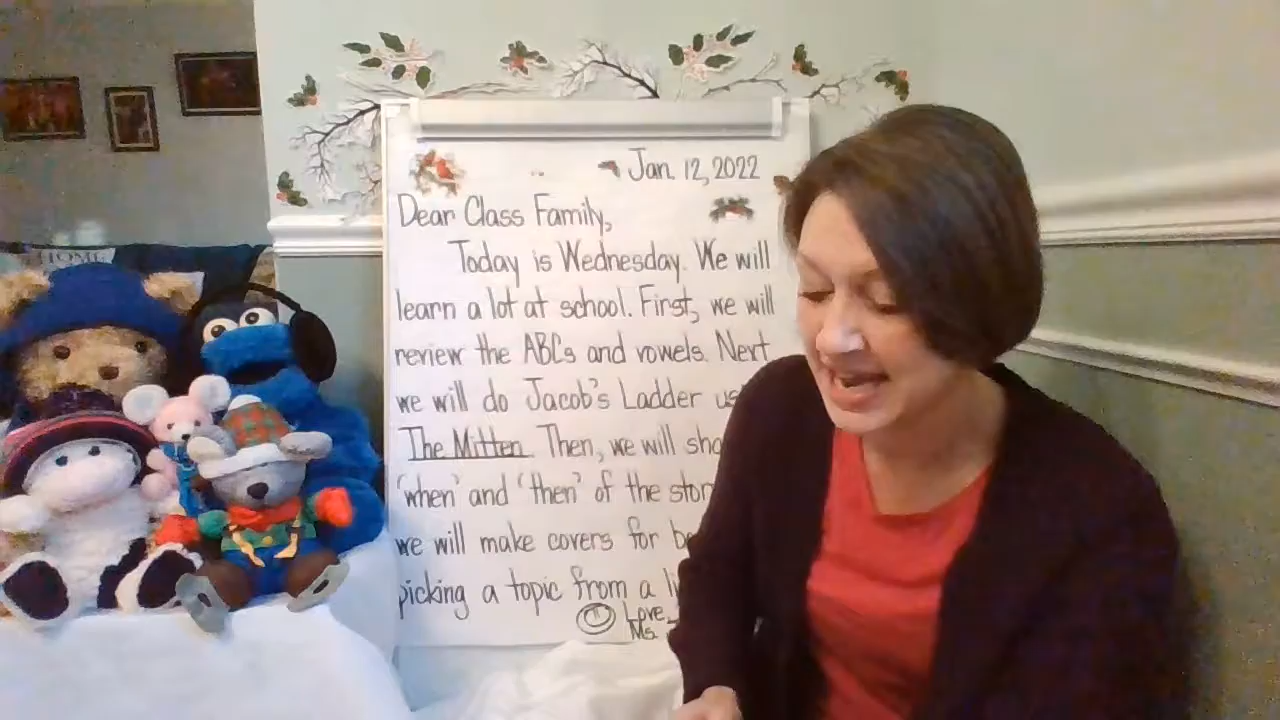 HOME
Jan. 12, 2022
Dear Class Family,
Today is Wednesday. We will
learn a lot at school. First, we will
review the ABCs and vowels. Next
we will do Jacob's Ladder
The Mitten. Then, we will
'when' and 'then' of the
we will make covers for
picking a topic from a
Love,
Ms.